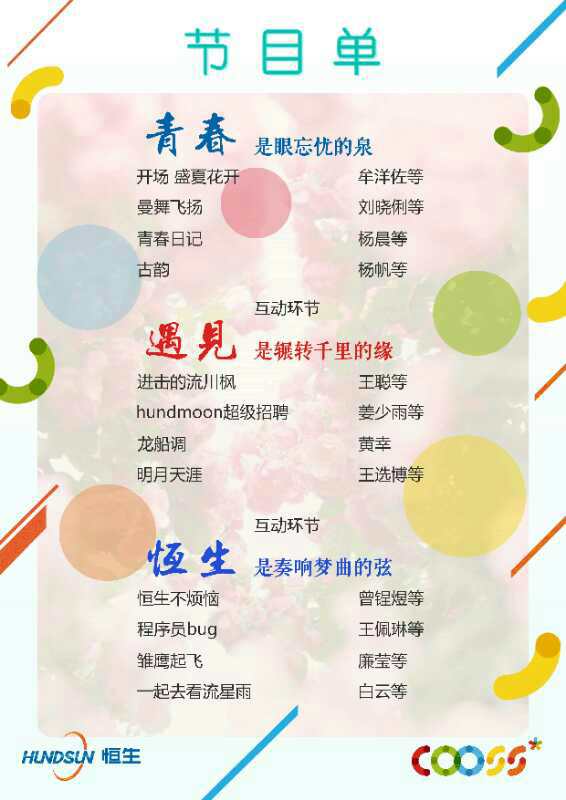 节目单
青春 是眼忘忧的泉
开场 盛夏花开 牟洋佐等
曼舞飞扬 刘晓俐等
青春日记 杨晨等
古韵 杨帆等
互动环节
遇見 是辗转千里的缘
进击的流川枫 王聪等
hundmoon超级招聘 姜少雨等
龙船调 黄幸
明月天涯 王选博等
互动环节
恆生 是奏响梦曲的弦
恒生不烦恼 曾锃煜等
程序员bug 王佩琳等
雏鹰起飞 廉莹等
一起去看流星雨 白云等
HUNDSUN 恒生 COOSS*